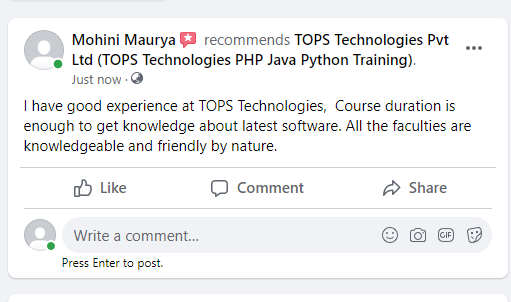 Mohini Maurya recommends TOPS Technologies Pvt
Ltd (TOPS Technologies PHP Java Python Training).
Just now ·
I have good experience at TOPS Technologies,  Course duration is
enough to get knowledge about latest software. All the faculties are
knowledgeable and friendly by nature.
Like Comment Share
Write a comment...
GIF
Press Enter to post.